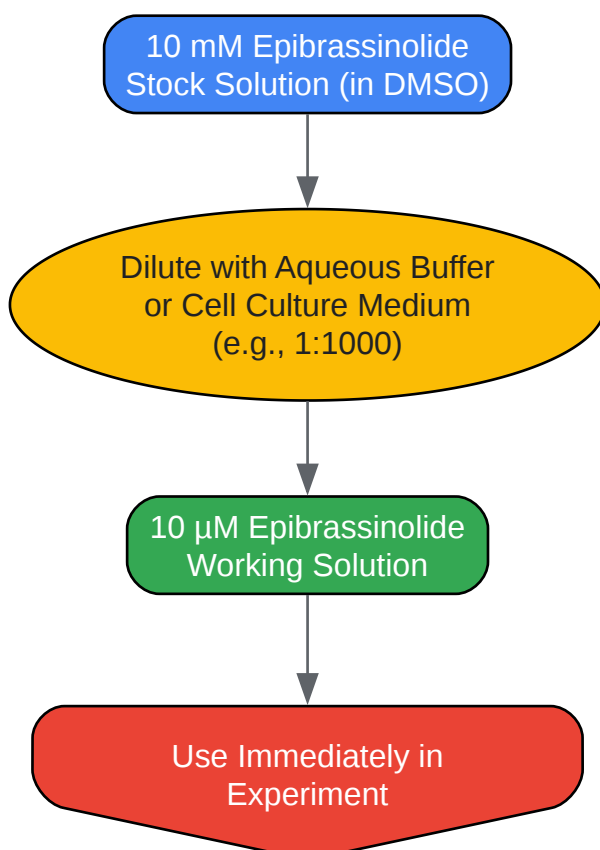 10 mM Epibrassinolide
Stock Solution (in DMSO)
Dilute with Aqueous Buffer
or Cell Culture Medium
(e.g., 1:1000)
10 µM Epibrassinolide
Working Solution
Use Immediately in
Experiment